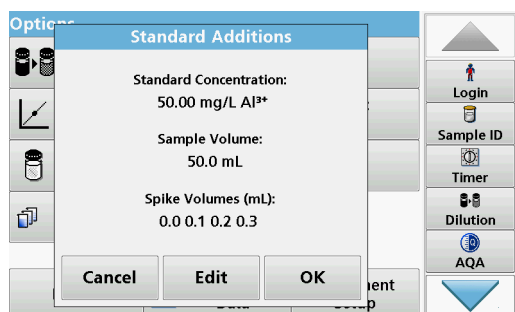 Options
Standard Additions
Standard Concentration:
50.00 mg/L Al³⁺
Sample Volume:
50.0 mL
Spike Volumes (mL):
0.0 0.1 0.2 0.3
Cancel
Edit
OK
Login
Sample ID
Timer
Dilution
AQA